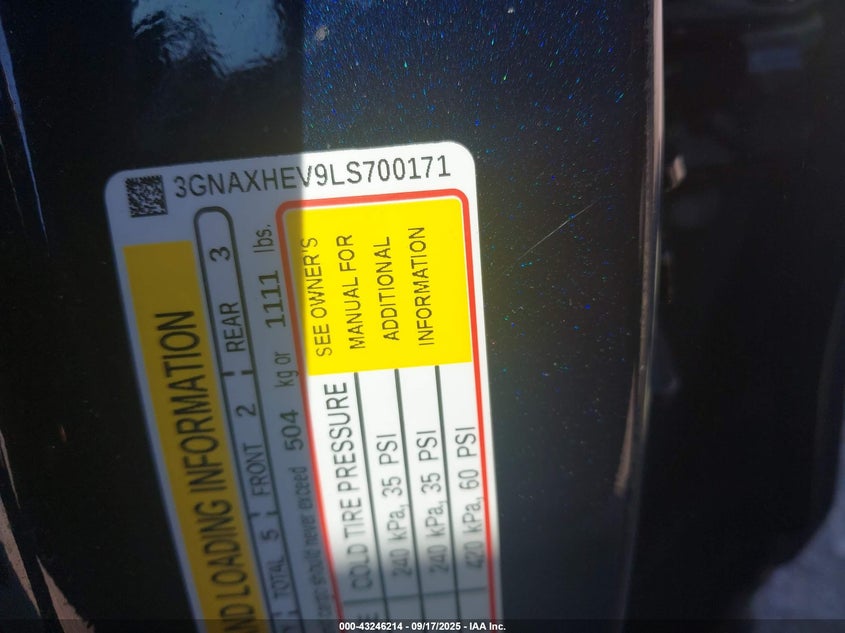 3GNAXHEV9LS700171
LOADING INFORMATION
TOTAL 5 FRONT 2 REAR 3
should never exceed 504 kg or 1111 lbs.
COLD TIRE PRESSURE
240 kPa, 35 PSI
240 kPa, 35 PSI
420 kPa, 60 PSI
SEE OWNER'S
MANUAL FOR
ADDITIONAL
INFORMATION
000-43246214 - 09/17/2025 - IAA Inc.